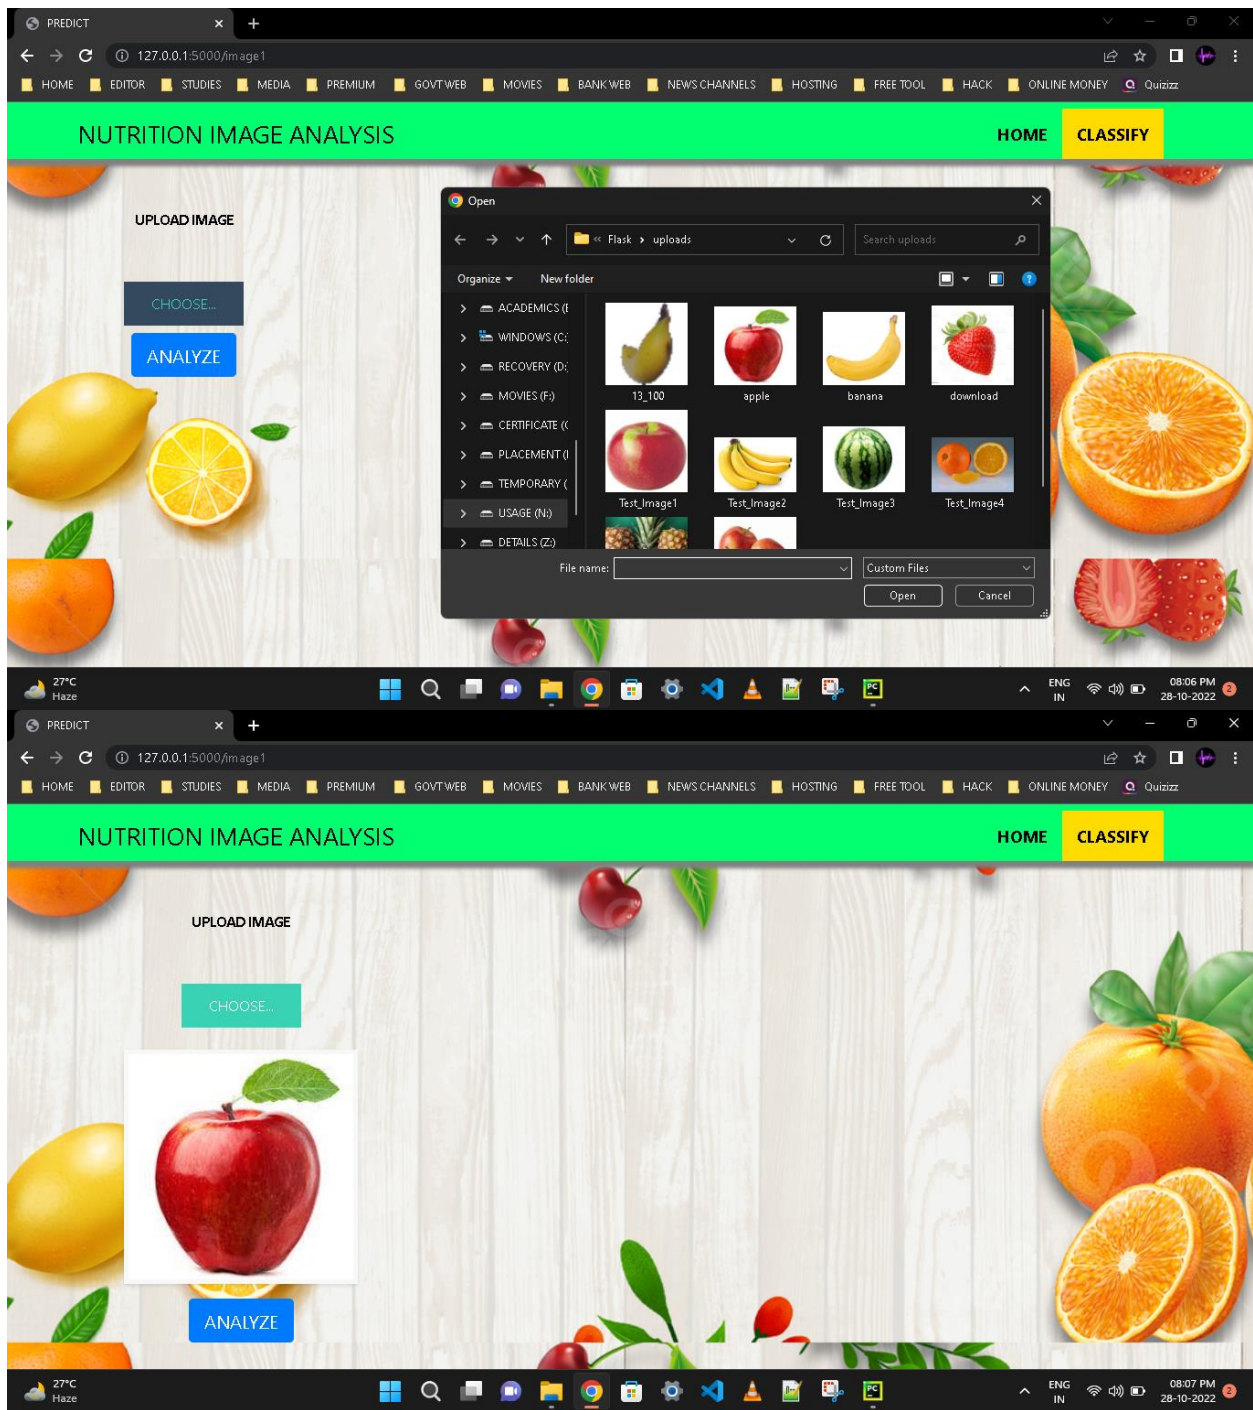 PREDICT
127.0.0.1:5000/image1
HOME EDITOR STUDIES MEDIA PREMIUM GOVT WEB MOVIES BANK WEB NEWS CHANNELS HOSTING FREE TOOL HACK ONLINE MONEY Quizizz
NUTRITION IMAGE ANALYSIS HOME CLASSIFY
UPLOAD IMAGE
CHOOSE...
ANALYZE
Open
« Flask › uploads Search uploads
Organize New folder
ACADEMICS (E
WINDOWS (C:)
RECOVERY (D:)
MOVIES (F:)
CERTIFICATE (G
PLACEMENT (
TEMPORARY (
USAGE (N:)
DETAILS (Z:)
13_100 apple banana download
Test_Image1 Test_Image2 Test_Image3 Test_Image4
File name: Custom Files
Open Cancel
27°C
Haze
ENG
IN
08:06 PM
28-10-2022
2
PREDICT
127.0.0.1:5000/image1
HOME EDITOR STUDIES MEDIA PREMIUM GOVT WEB MOVIES BANK WEB NEWS CHANNELS HOSTING FREE TOOL HACK ONLINE MONEY Quizizz
NUTRITION IMAGE ANALYSIS HOME CLASSIFY
UPLOAD IMAGE
CHOOSE...
ANALYZE
27°C
Haze
ENG
IN
08:07 PM
28-10-2022
2